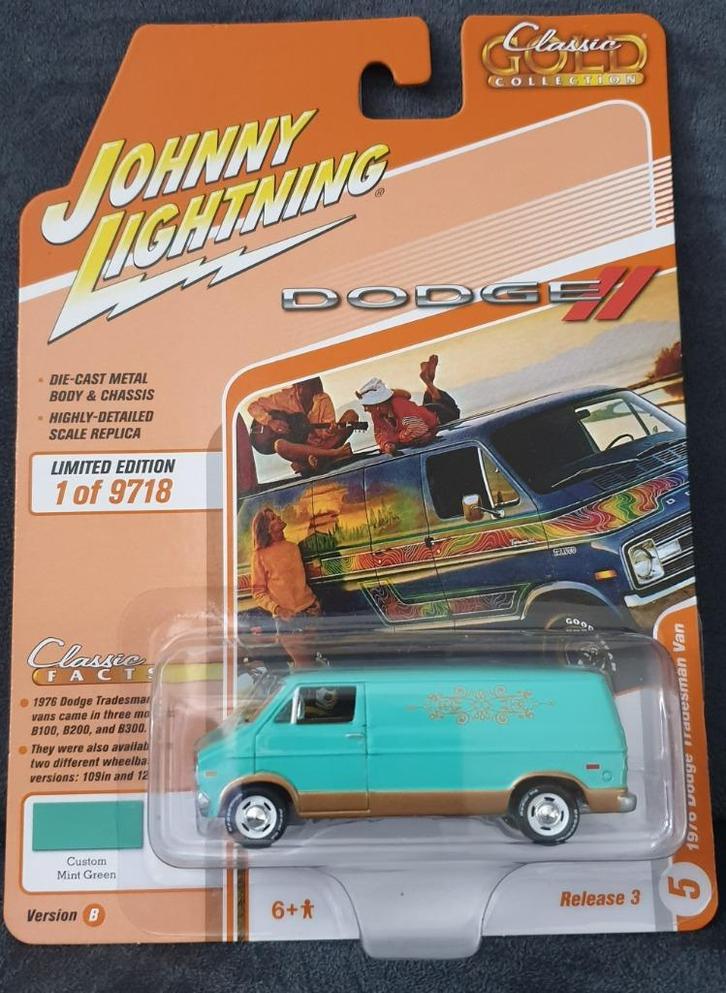 Classic
GOLD
COLLECTION
JOHNNY
LIGHTNING®
DODGE
• DIE-CAST METAL
BODY & CHASSIS
• HIGHLY-DETAILED
SCALE REPLICA
LIMITED EDITION
1 of 9718
GOOD
Classic
FACTS
• 1976 Dodge Tradesma
vans came in three mo
B100, B200, and B300.
• They were also availab
two different wheelba
versions: 109in and 12
Custom
Mint Green
Version B
6+
Release 3
5
1976 Dodge Tradesman Van